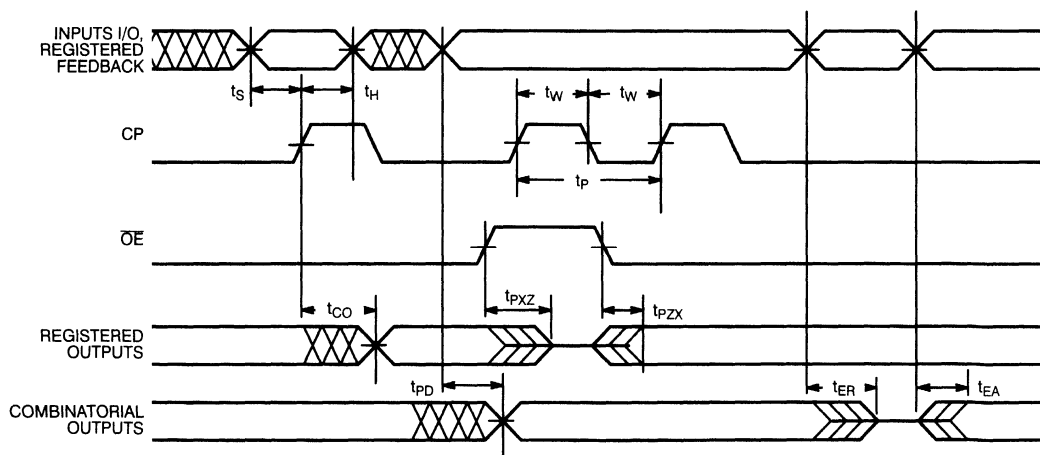 INPUTS I/O,
REGISTERED
FEEDBACK
tS
tH
tW
tW
CP
tP
OE
tCO
tPXZ
tPZX
REGISTERED
OUTPUTS
tPD
tER
tEA
COMBINATORIAL
OUTPUTS